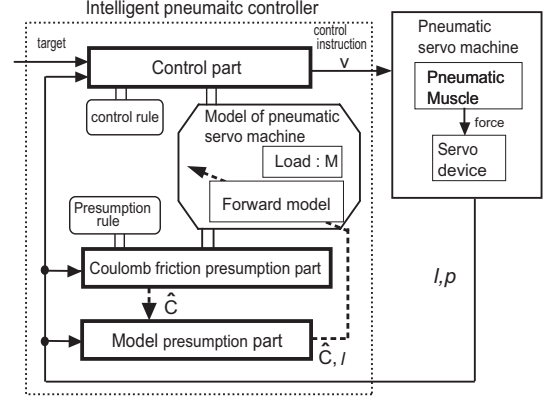 Intelligent pneumaitc controller
target
Control part
control
instruction
v
Pneumatic
servo machine
Pneumatic
Muscle
force
Servo
device
control rule
Model of pneumatic
servo machine
Load : M
Forward model
Presumption
rule
Coulomb friction presumption part
Ĉ
Model presumption part
Ĉ, l
l,p